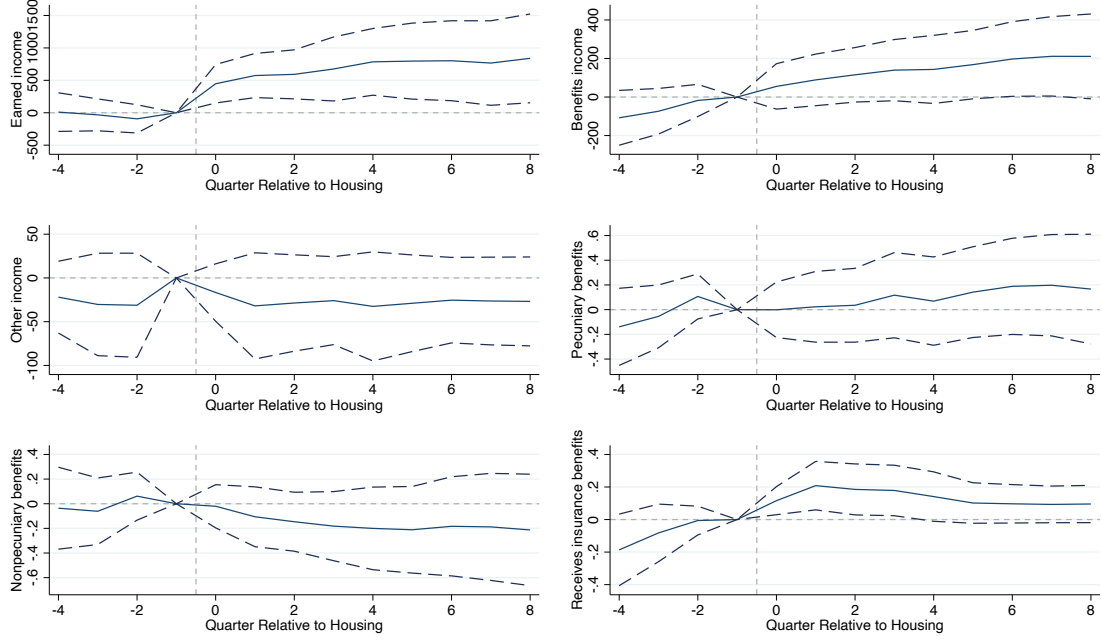 Earned income
1500
1000
500
0
-500
-4 -2 0 2 4 6 8
Quarter Relative to Housing
Benefits income
400
200
0
-200
-4 -2 0 2 4 6 8
Quarter Relative to Housing
Other income
50
0
-50
-100
-4 -2 0 2 4 6 8
Quarter Relative to Housing
Pecuniary benefits
.6
.4
.2
0
-.2
-.4
-4 -2 0 2 4 6 8
Quarter Relative to Housing
Nonpecuniary benefits
.4
.2
0
-.2
-.4
-.6
-4 -2 0 2 4 6 8
Quarter Relative to Housing
Receives insurance benefits
.4
.2
0
-.2
-.4
-4 -2 0 2 4 6 8
Quarter Relative to Housing